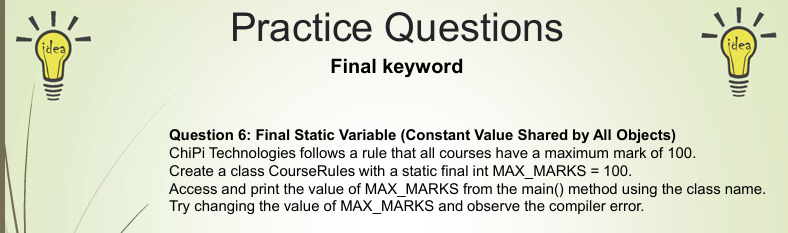 Practice Questions
idea
idea
Final keyword
Question 6: Final Static Variable (Constant Value Shared by All Objects)
ChiPi Technologies follows a rule that all courses have a maximum mark of 100.
Create a class CourseRules with a static final int MAX_MARKS = 100.
Access and print the value of MAX_MARKS from the main() method using the class name.
Try changing the value of MAX_MARKS and observe the compiler error.